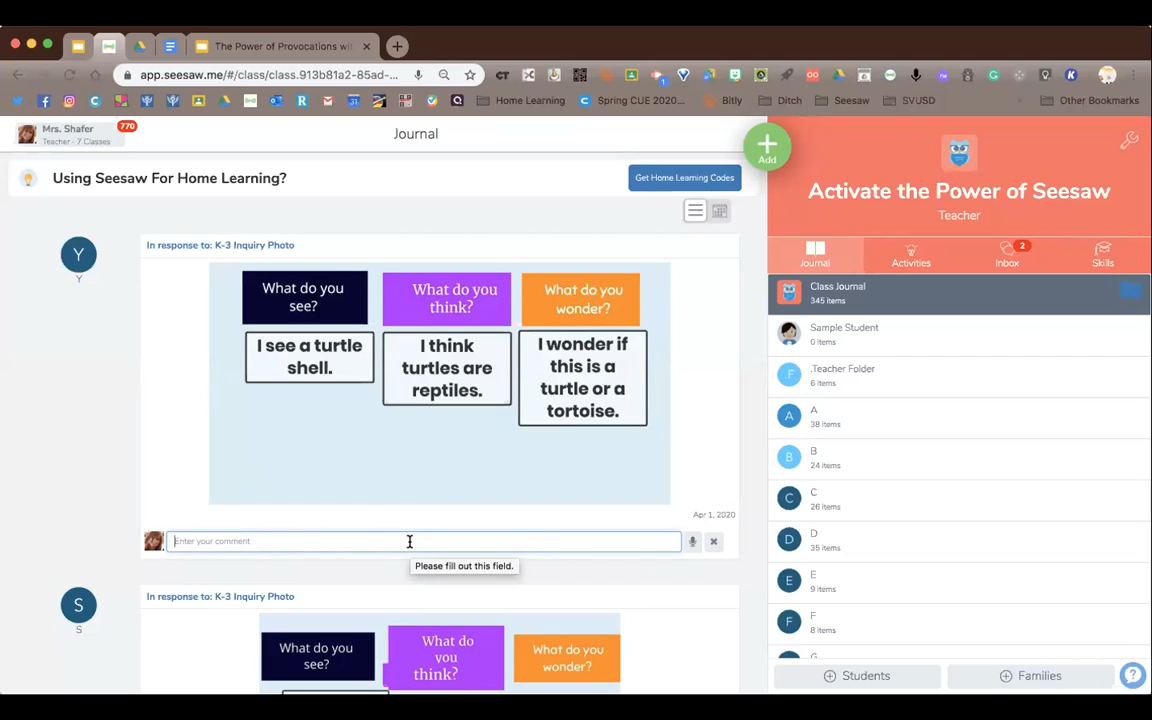 The Power of Provocations wit
app.seesaw.me/#/class/class.913b81a2-85ad-...
Home Learning
Spring CUE 2020...
Bitly
Ditch
Seesaw
SVUSD
Other Bookmarks
Mrs. Shafer
Teacher - 7 Classes
770
Journal
Add
Using Seesaw For Home Learning?
Get Home Learning Codes
Y
Y
In response to: K-3 Inquiry Photo
What do you
see?
What do you
think?
What do you
wonder?
I see a turtle
shell.
I think
turtles are
reptiles.
I wonder if
this is a
turtle or a
tortoise.
Apr 1, 2020
Enter your comment
Please fill out this field.
S
S
In response to: K-3 Inquiry Photo
What do you
see?
What do
you
think?
What do you
wonder?
Activate the Power of Seesaw
Teacher
Journal
Activities
Inbox
2
Skills
Class Journal
345 items
Sample Student
0 items
.F
.Teacher Folder
6 items
A
A
38 items
B
B
24 items
C
C
26 items
D
D
35 items
E
E
9 items
F
F
8 items
Students
Families